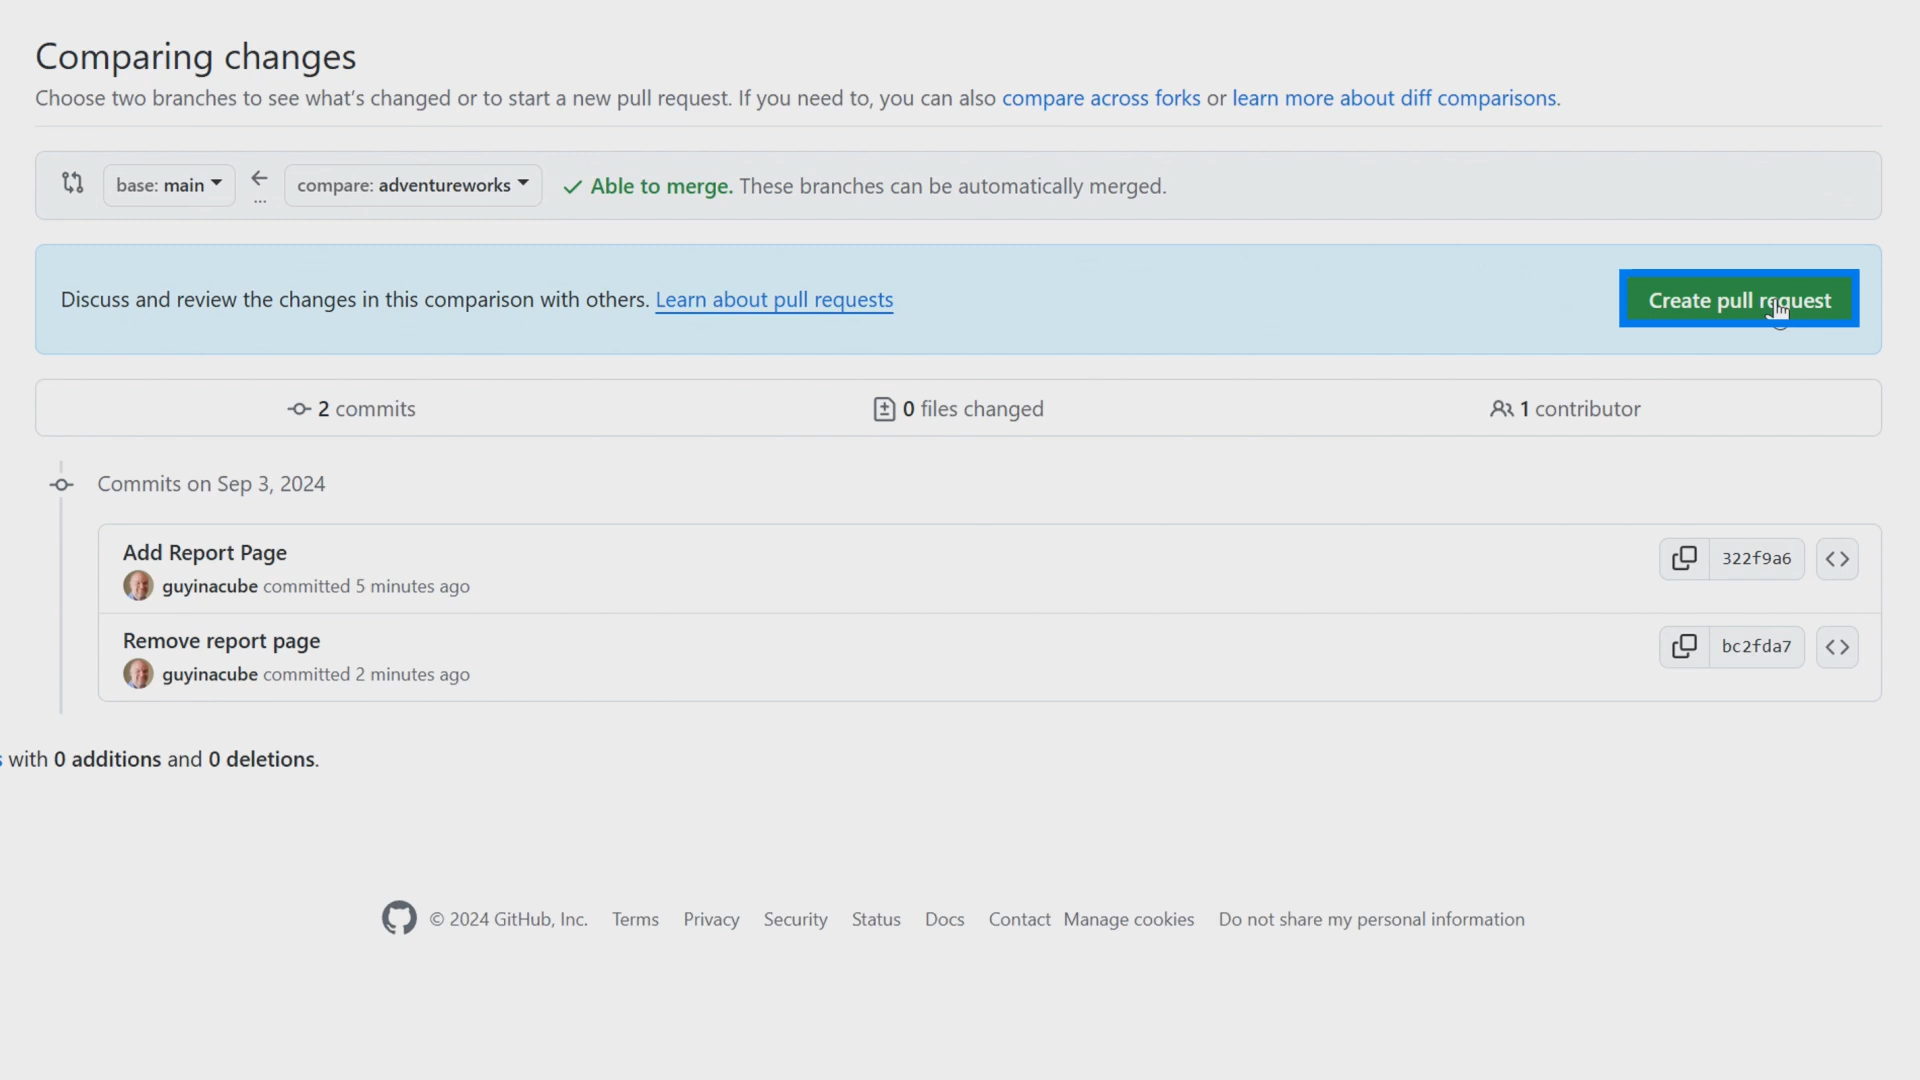 Comparing changes
Choose two branches to see what's changed or to start a new pull request. If you need to, you can also compare across forks or learn more about diff comparisons.
base: main ... compare: adventureworks Able to merge. These branches can be automatically merged.
Discuss and review the changes in this comparison with others. Learn about pull requests Create pull request
2 commits 0 files changed 1 contributor
Commits on Sep 3, 2024
Add Report Page
guyinacube committed 5 minutes ago 322f9a6
Remove report page
guyinacube committed 2 minutes ago bc2fda7
with 0 additions and 0 deletions.
© 2024 GitHub, Inc. Terms Privacy Security Status Docs Contact Manage cookies Do not share my personal information